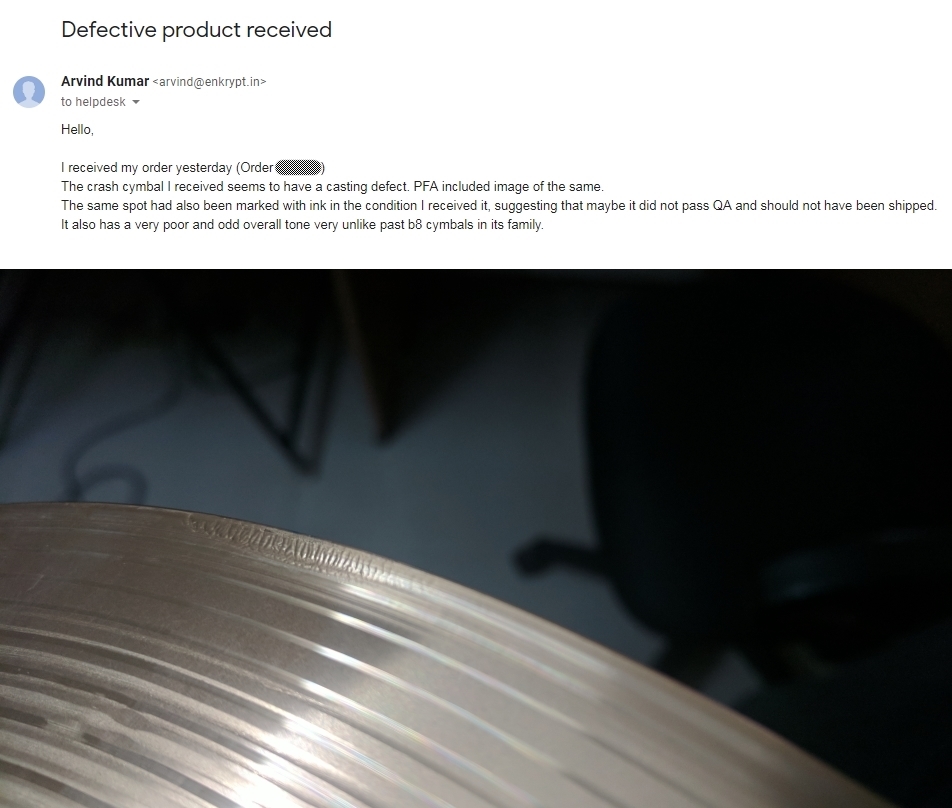 Defective product received
Arvind Kumar <arvind@enkrypt.in>
to helpdesk
Hello,
I received my order yesterday (Order )
The crash cymbal I received seems to have a casting defect. PFA included image of the same.
The same spot had also been marked with ink in the condition I received it, suggesting that maybe it did not pass QA and should not have been shipped.
It also has a very poor and odd overall tone very unlike past b8 cymbals in its family.